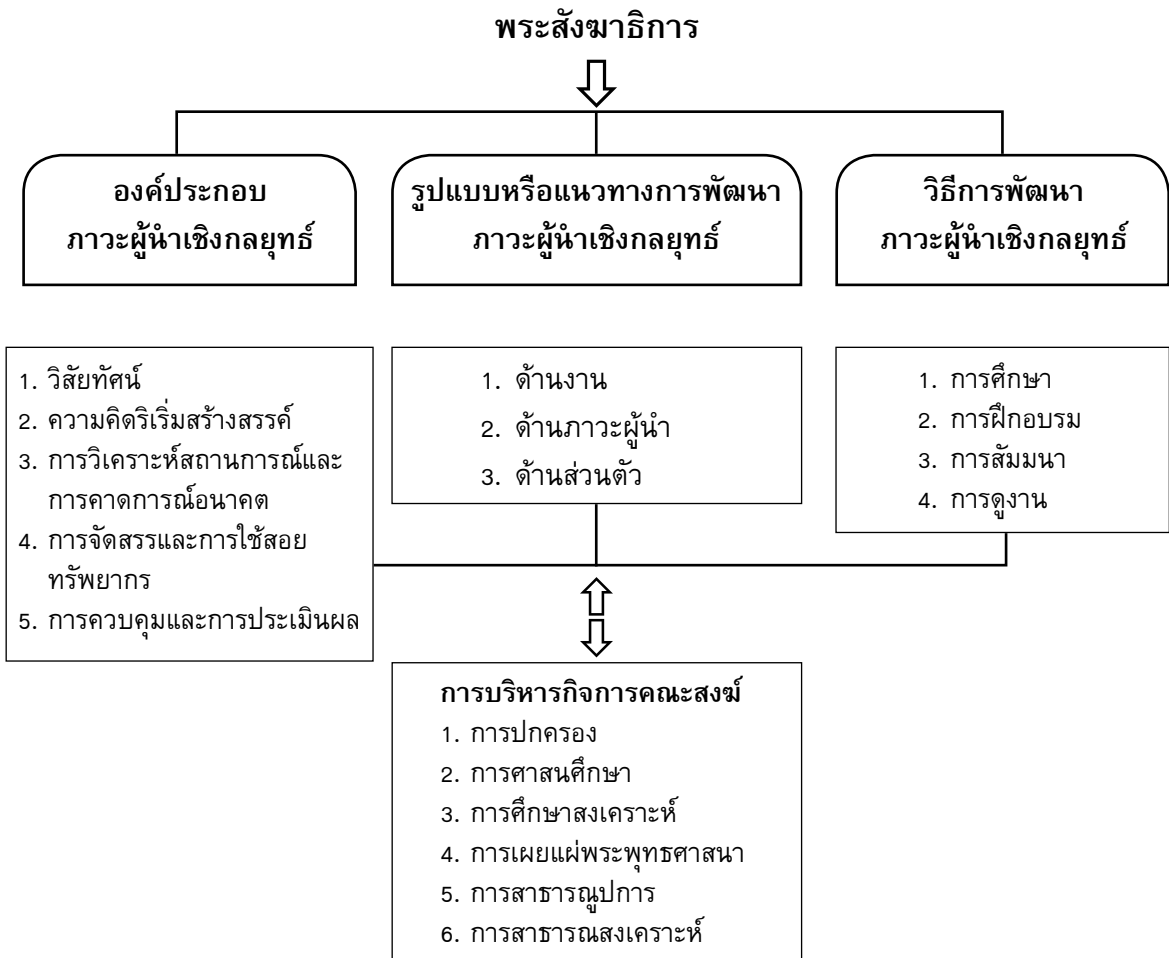 พระสังฆาธิการ
องค์ประกอบ
ภาวะผู้นำเชิงกลยุทธ์
รูปแบบหรือแนวทางการพัฒนา
ภาวะผู้นำเชิงกลยุทธ์
วิธีการพัฒนา
ภาวะผู้นำเชิงกลยุทธ์
1. วิสัยทัศน์
2. ความคิดริเริ่มสร้างสรรค์
3. การวิเคราะห์สถานการณ์และ
การคาดการณ์อนาคต
4. การจัดสรรและการใช้สอย
ทรัพยากร
5. การควบคุมและการประเมินผล
1. ด้านงาน
2. ด้านภาวะผู้นำ
3. ด้านส่วนตัว
1. การศึกษา
2. การฝึกอบรม
3. การสัมมนา
4. การดูงาน
การบริหารกิจการคณะสงฆ์
1. การปกครอง
2. การศาสนศึกษา
3. การศึกษาสงเคราะห์
4. การเผยแผ่พระพุทธศาสนา
5. การสาธารณูปการ
6. การสาธารณสงเคราะห์